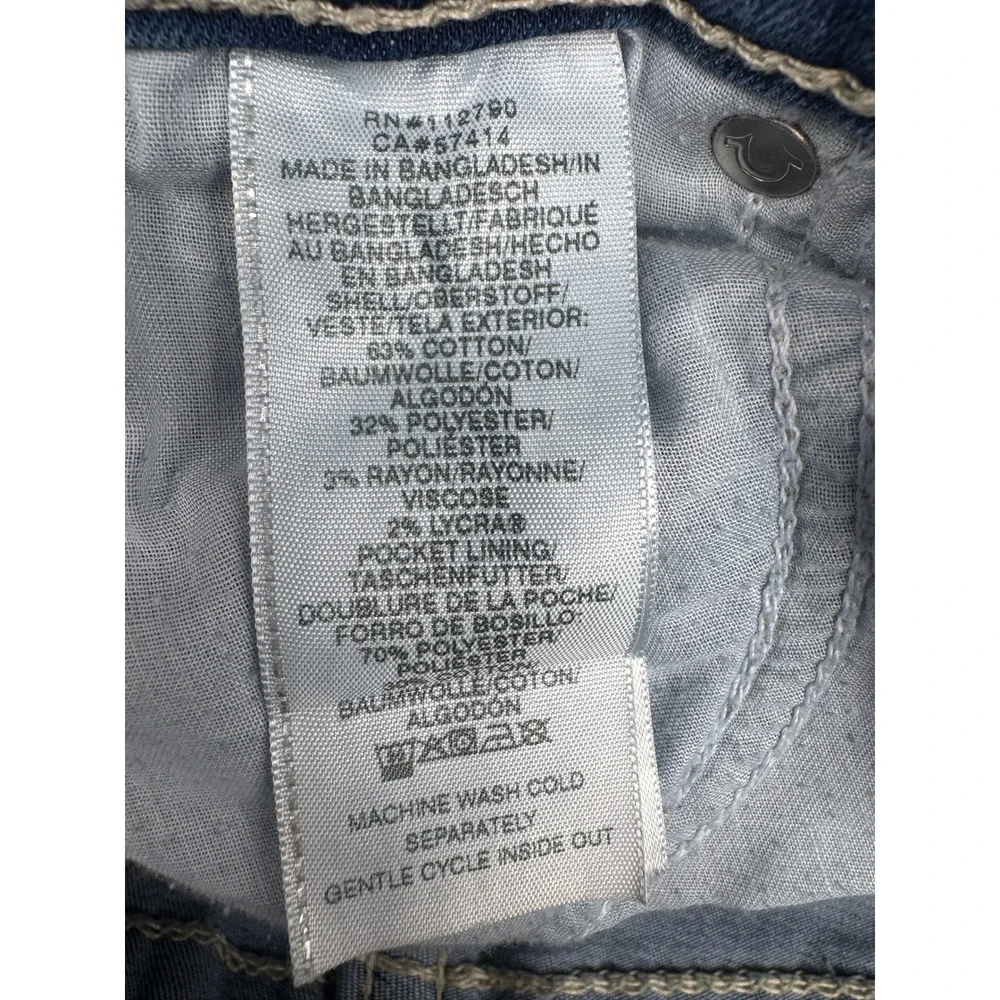 RN#112790
CA#57414
MADE IN BANGLADESH/IN
BANGLADESCH
HERGESTELLT/FABRIQUÉ
AU BANGLADESH/HECHO
EN BANGLADESH
SHELL/OBERSTOFF/
VESTE/TELA EXTERIOR:
63% COTTON/
BAUMWOLLE/COTON/
ALGODÓN
32% POLYESTER/
POLIÉSTER
3% RAYON/RAYONNE/
VISCOSE
2% LYCRA®
POCKET LINING/
TASCHENFUTTER/
DOUBLURE DE LA POCHE/
FORRO DE BOSILLO:
70% POLYESTER/
POLIÉSTER
BAUMWOLLE/COTON/
ALGODÓN
MACHINE WASH COLD
SEPARATELY
GENTLE CYCLE INSIDE OUT